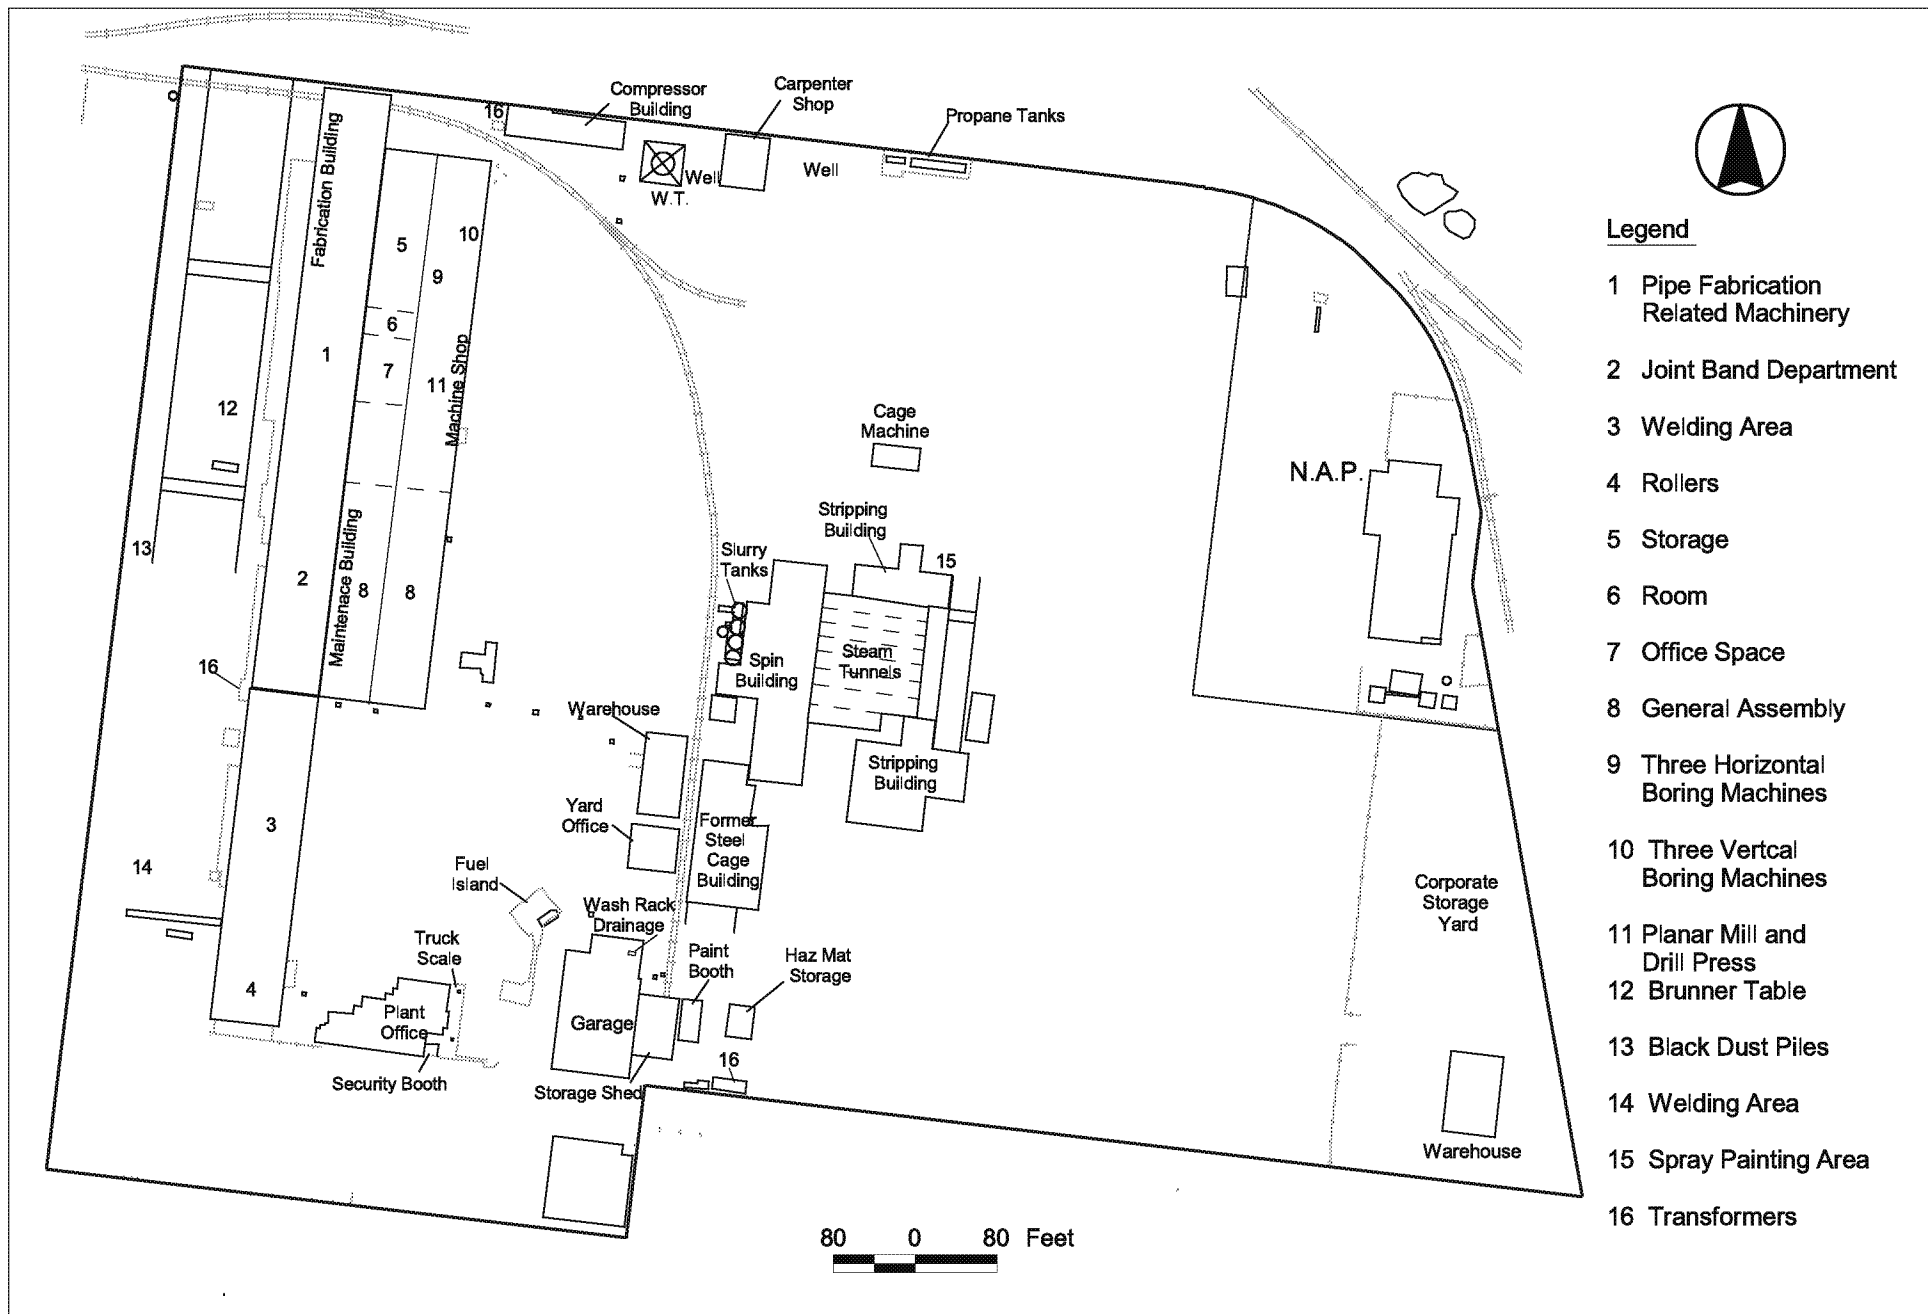 Compressor
Building
Carpenter
Shop
Propane Tanks
16
Well
Well
W.T.
Fabrication Building
5
10
9
6
1
7
11
Machine Shop
12
13
2
Maintenace Building
8
8
16
Cage
Machine
N.A.P.
Stripping
Building
15
Slurry
Tanks
Spin
Building
Steam
Tunnels
Warehouse
Stripping
Building
Yard
Office
Former
Steel
Cage
Building
3
14
Fuel
Island
Wash Rack
Drainage
Truck
Scale
Paint
Booth
Haz Mat
Storage
4
Plant
Office
Garage
Security Booth
Storage Shed
16
Corporate
Storage
Yard
Warehouse
80 0 80 Feet
Legend
1 Pipe Fabrication
Related Machinery
2 Joint Band Department
3 Welding Area
4 Rollers
5 Storage
6 Room
7 Office Space
8 General Assembly
9 Three Horizontal
Boring Machines
10 Three Vertcal
Boring Machines
11 Planar Mill and
Drill Press
12 Brunner Table
13 Black Dust Piles
14 Welding Area
15 Spray Painting Area
16 Transformers